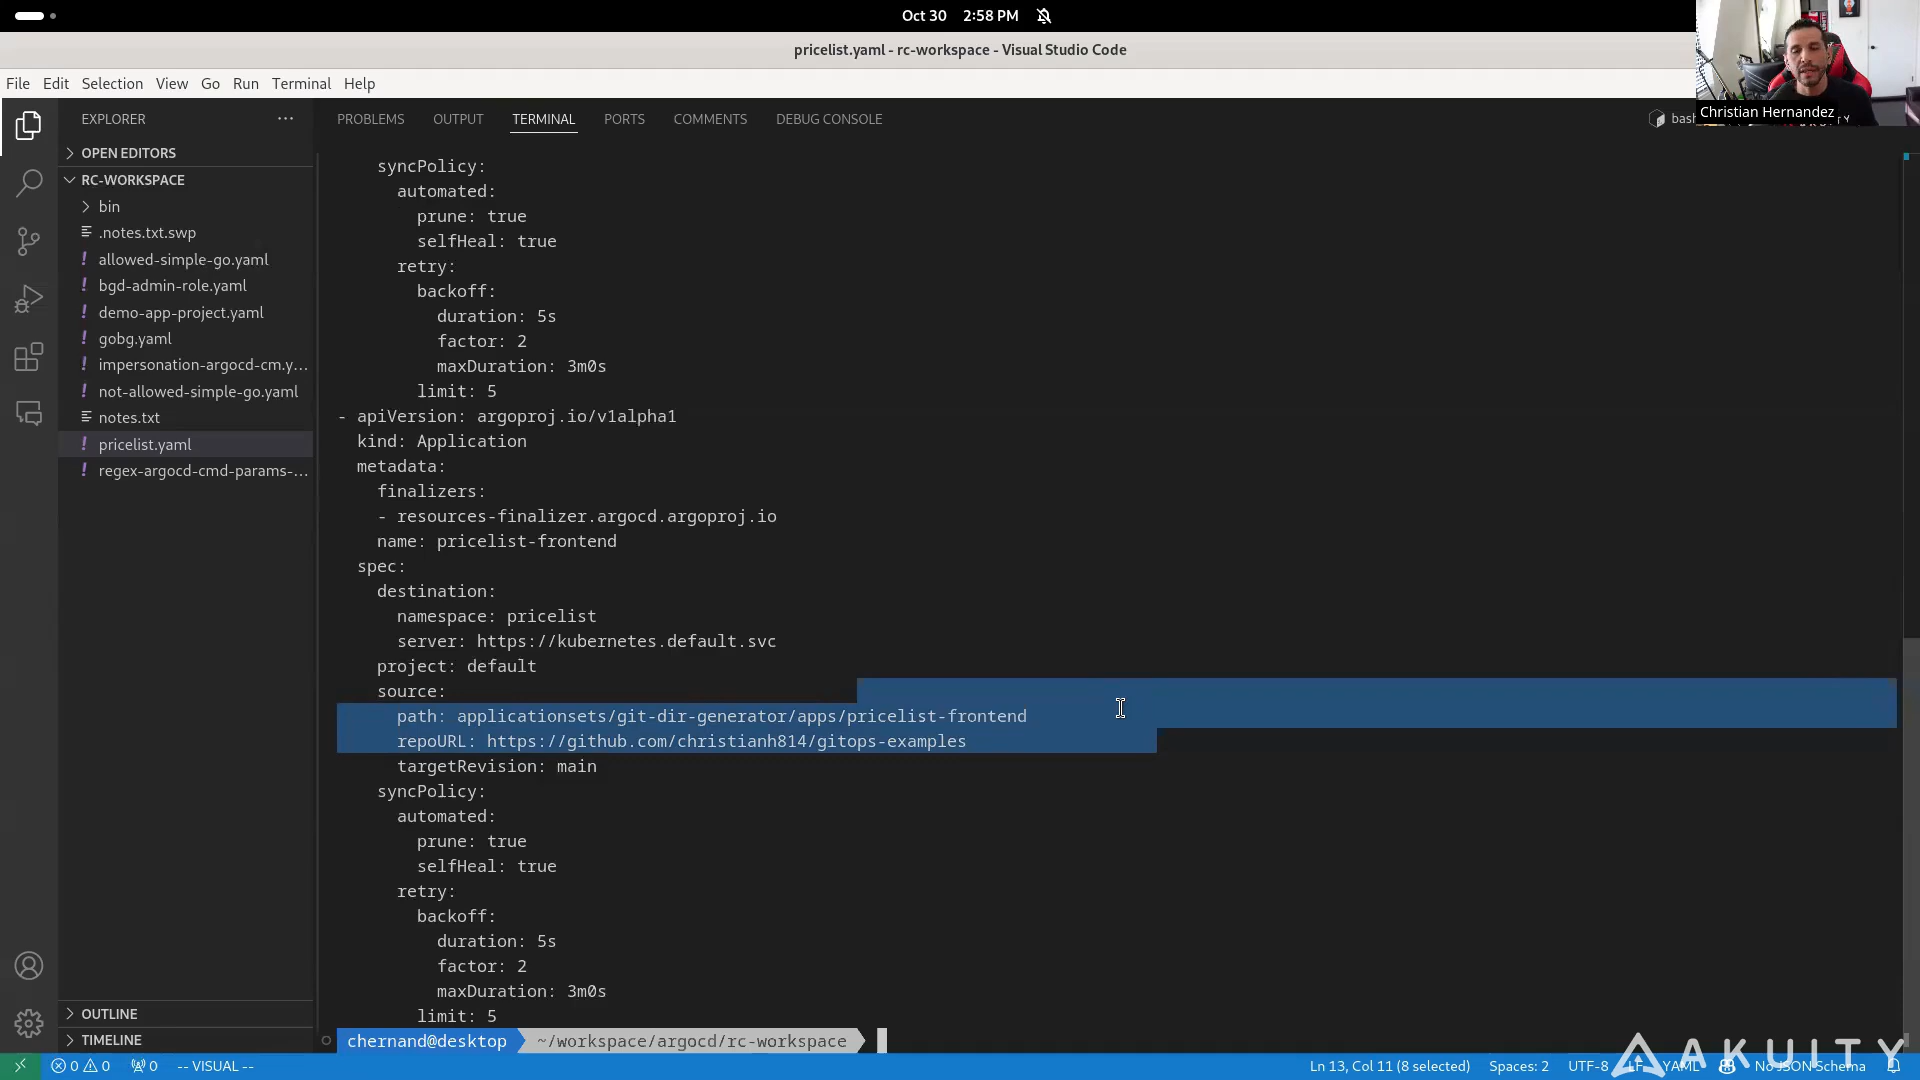 Oct 30 2:58 PM
pricelist.yaml - rc-workspace - Visual Studio Code
Christian Hernandez
File Edit Selection View Go Run Terminal Help
EXPLORER
OPEN EDITORS
RC-WORKSPACE
bin
.notes.txt.swp
allowed-simple-go.yaml
bgd-admin-role.yaml
demo-app-project.yaml
gobg.yaml
impersonation-argocd-cm.y...
not-allowed-simple-go.yaml
notes.txt
pricelist.yaml
regex-argocd-cmd-params-...
OUTLINE
TIMELINE
PROBLEMS OUTPUT TERMINAL PORTS COMMENTS DEBUG CONSOLE
syncPolicy:
automated:
prune: true
selfHeal: true
retry:
backoff:
duration: 5s
factor: 2
maxDuration: 3m0s
limit: 5
- apiVersion: argoproj.io/v1alpha1
kind: Application
metadata:
finalizers:
- resources-finalizer.argocd.argoproj.io
name: pricelist-frontend
spec:
destination:
namespace: pricelist
server: https://kubernetes.default.svc
project: default
source:
path: applicationsets/git-dir-generator/apps/pricelist-frontend
repoURL: https://github.com/christianh814/gitops-examples
targetRevision: main
syncPolicy:
automated:
prune: true
selfHeal: true
retry:
backoff:
duration: 5s
factor: 2
maxDuration: 3m0s
limit: 5
chernand@desktop ~/workspace/argocd/rc-workspace
0 0 0 -- VISUAL -- Ln 13, Col 11 (8 selected) Spaces: 2 UTF-8 LF YAML No JSON Schema
AKUITY